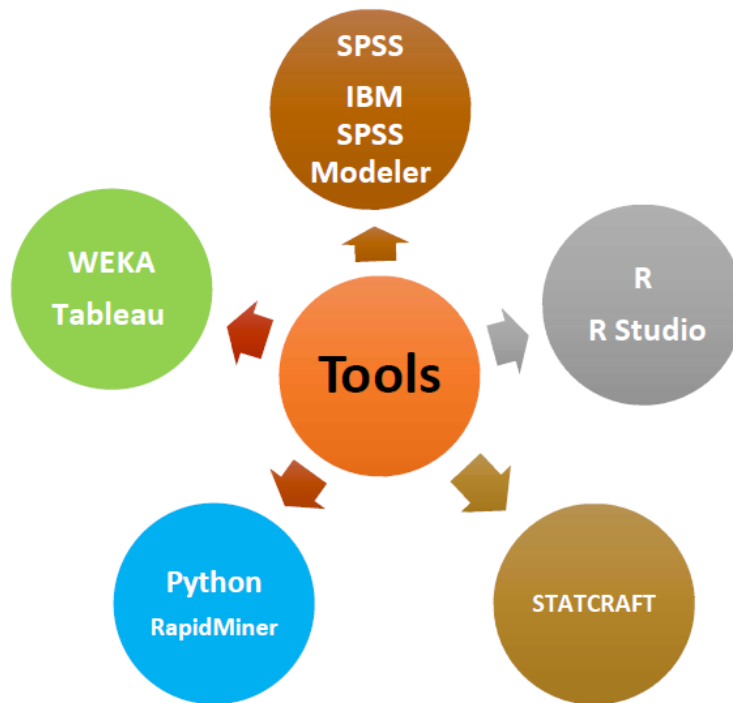 SPSS
IBM
SPSS
Modeler
WEKA
Tableau
R
R Studio
Tools
Python
RapidMiner
STATCRAFT